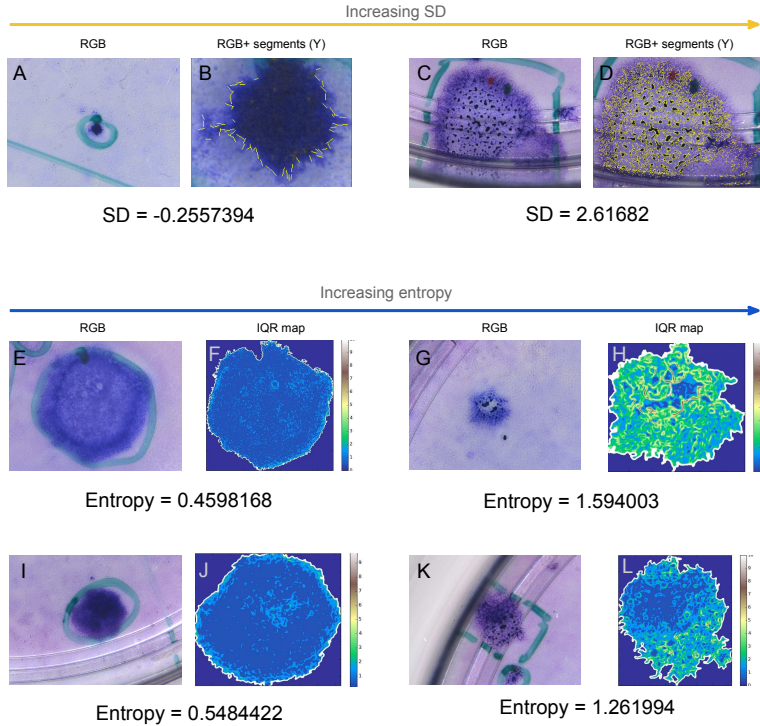 Increasing SD
RGB RGB+ segments (Y) RGB RGB+ segments (Y)
A B C D
SD = -0.2557394 SD = 2.61682
Increasing entropy
RGB IQR map RGB IQR map
E F G H
Entropy = 0.4598168 Entropy = 1.594003
I J K L
Entropy = 0.5484422 Entropy = 1.261994